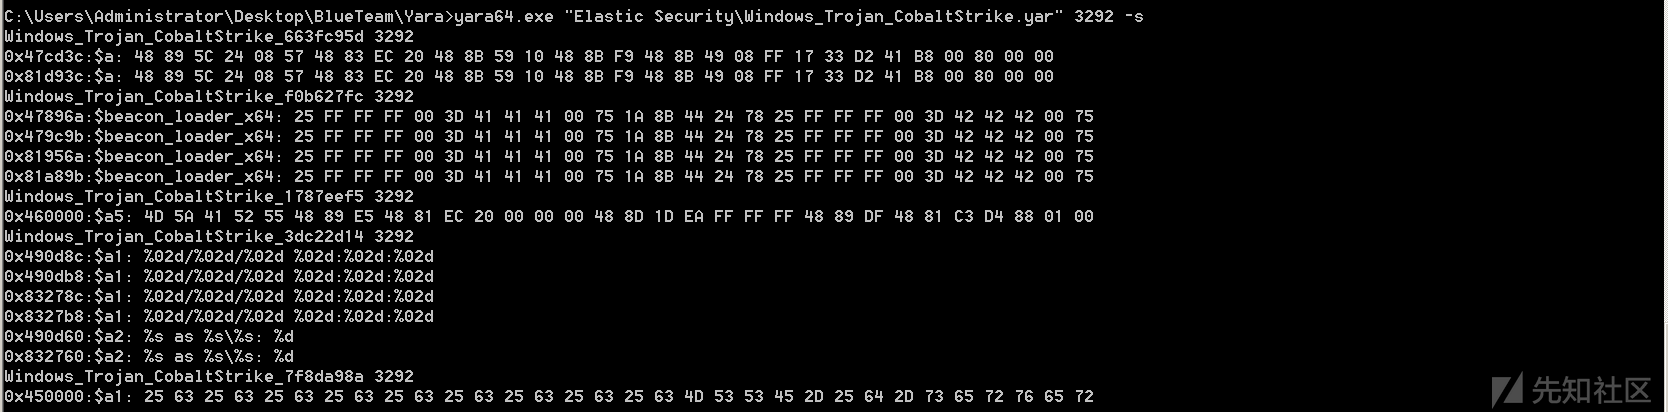 C:\Users\Administrator\Desktop\BlueTeam\Yara>yara64.exe "Elastic Security\Windows_Trojan_CobaltStrike.yar" 3292 -s
Windows_Trojan_CobaltStrike_663fc95d 3292
0x47cd3c:$a: 48 89 5C 24 08 57 48 83 EC 20 48 8B 59 10 48 8B F9 48 8B 49 08 FF 17 33 D2 41 B8 00 80 00 00
0x81d93c:$a: 48 89 5C 24 08 57 48 83 EC 20 48 8B 59 10 48 8B F9 48 8B 49 08 FF 17 33 D2 41 B8 00 80 00 00
Windows_Trojan_CobaltStrike_f0b627fc 3292
0x47896a:$beacon_loader_x64: 25 FF FF FF 00 3D 41 41 41 00 75 1A 8B 44 24 78 25 FF FF FF 00 3D 42 42 42 00 75
0x479c9b:$beacon_loader_x64: 25 FF FF FF 00 3D 41 41 41 00 75 1A 8B 44 24 78 25 FF FF FF 00 3D 42 42 42 00 75
0x81956a:$beacon_loader_x64: 25 FF FF FF 00 3D 41 41 41 00 75 1A 8B 44 24 78 25 FF FF FF 00 3D 42 42 42 00 75
0x81a89b:$beacon_loader_x64: 25 FF FF FF 00 3D 41 41 41 00 75 1A 8B 44 24 78 25 FF FF FF 00 3D 42 42 42 00 75
Windows_Trojan_CobaltStrike_1787eef5 3292
0x460000:$a5: 4D 5A 41 52 55 48 89 E5 48 81 EC 20 00 00 00 48 8D 1D EA FF FF FF 48 89 DF 48 81 C3 D4 88 01 00
Windows_Trojan_CobaltStrike_3dc22d14 3292
0x490d8c:$a1: %02d/%02d/%02d %02d:%02d:%02d
0x490db8:$a1: %02d/%02d/%02d %02d:%02d:%02d
0x83278c:$a1: %02d/%02d/%02d %02d:%02d:%02d
0x8327b8:$a1: %02d/%02d/%02d %02d:%02d:%02d
0x490d60:$a2: %s as %s\%s: %d
0x832760:$a2: %s as %s\%s: %d
Windows_Trojan_CobaltStrike_7f8da98a 3292
0x450000:$a1: 25 63 25 63 25 63 25 63 25 63 25 63 25 63 25 63 25 63 4D 53 53 45 2D 25 64 2D 73 65 72 76 65 72
先知社区